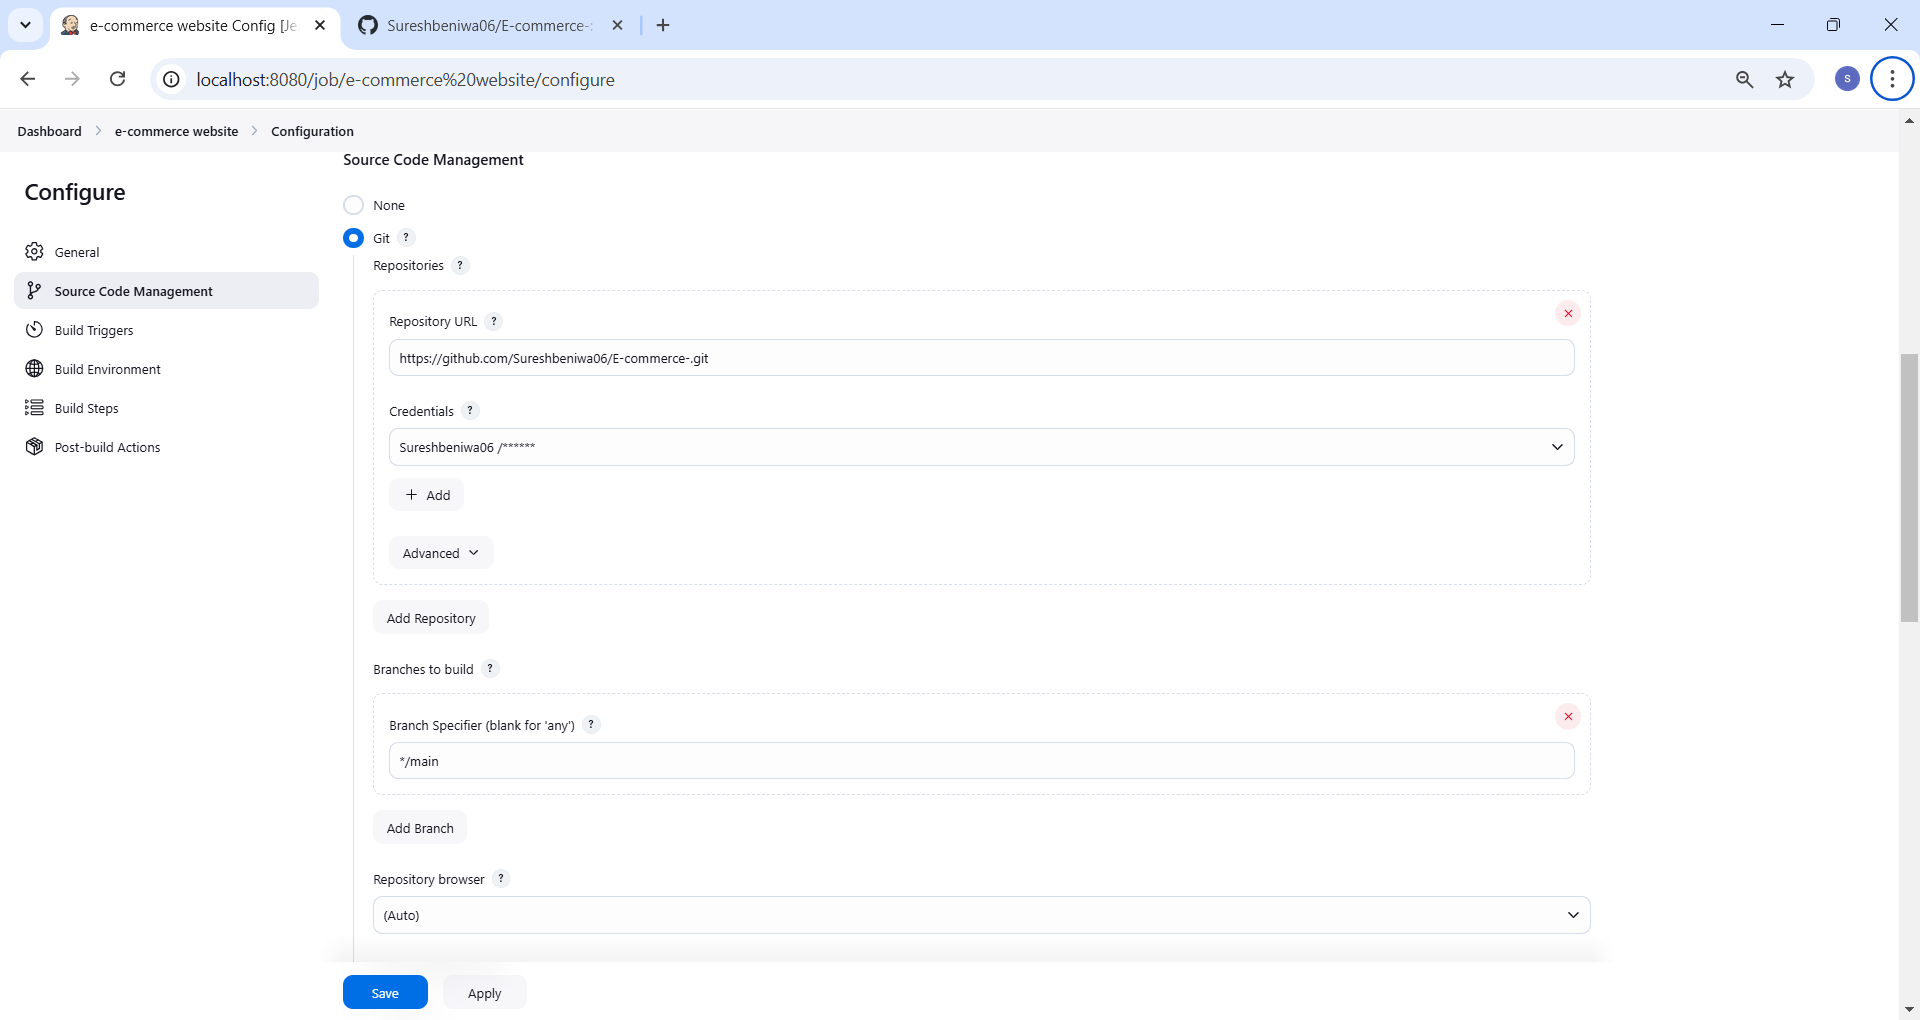 e-commerce website Config [Je
Sureshbeniwa06/E-commerce-:
localhost:8080/job/e-commerce%20website/configure
S
Dashboard
e-commerce website
Configuration
Configure
General
Source Code Management
Build Triggers
Build Environment
Build Steps
Post-build Actions
Source Code Management
None
Git ?
Repositories ?
Repository URL ?
https://github.com/Sureshbeniwa06/E-commerce-.git
Credentials ?
Sureshbeniwa06 /******
+ Add
Advanced
Add Repository
Branches to build ?
Branch Specifier (blank for 'any') ?
*/main
Add Branch
Repository browser ?
(Auto)
Save
Apply